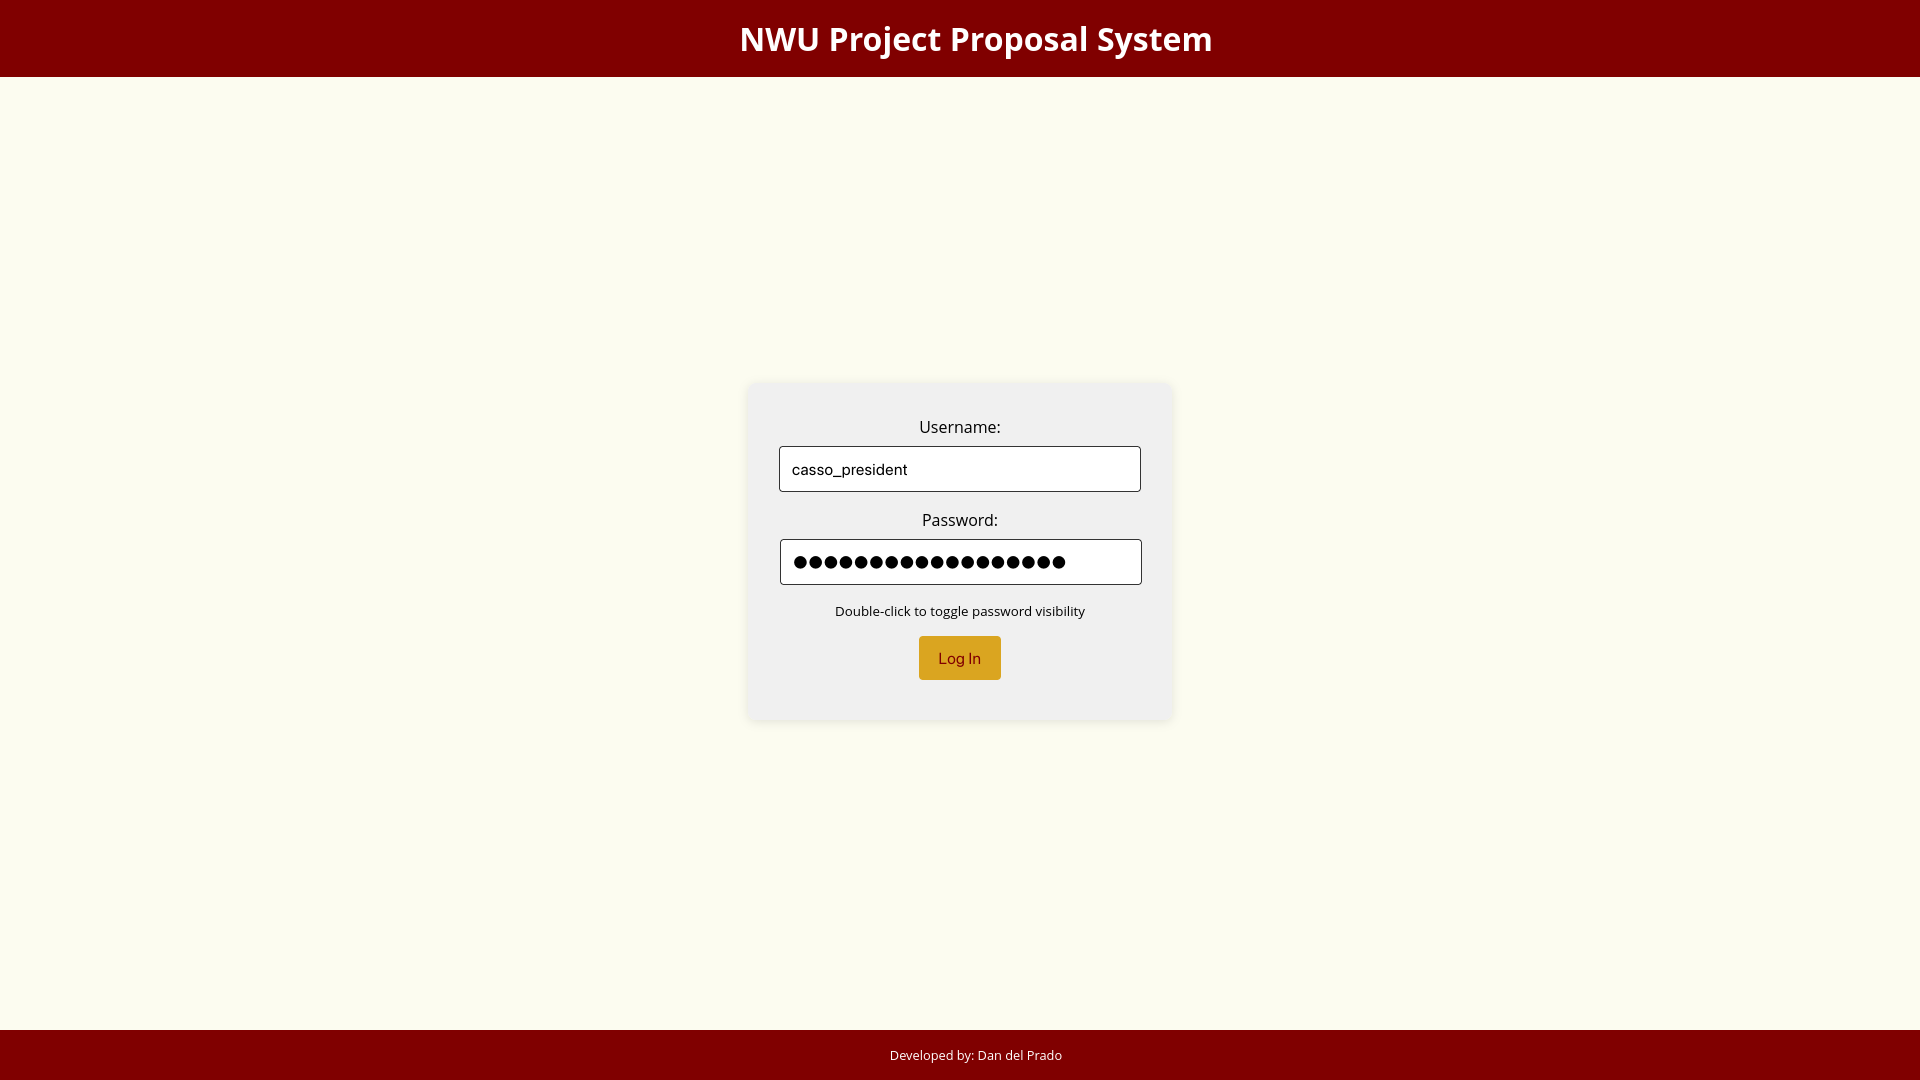 NWU Project Proposal System
Username:
casso_president
Password:
●●●●●●●●●●●●●●●●●●
Double-click to toggle password visibility
Log In
Developed by: Dan del Prado